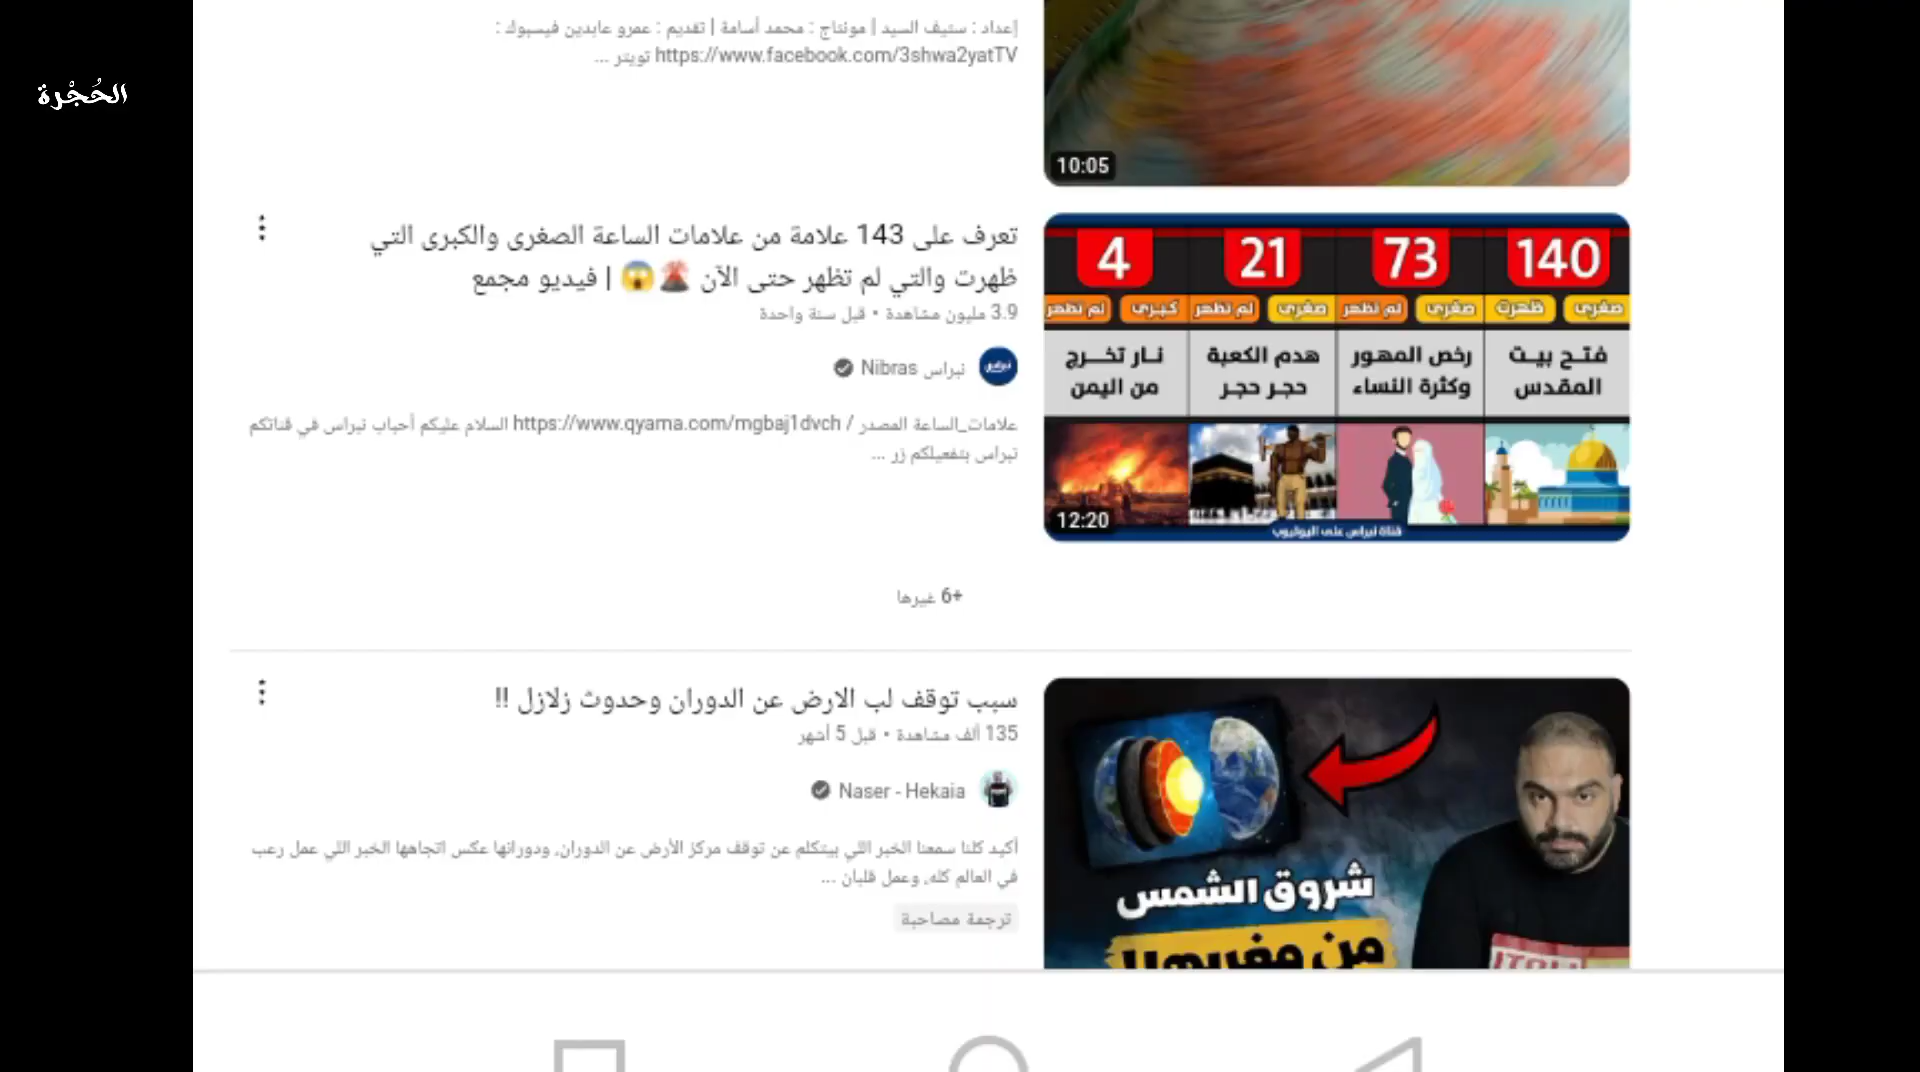 الحُجْرة
إعداد : ستيف السيد | مونتاج : محمد أسامة | تقديم : عمرو عابدين فيسبوك :
https://www.facebook.com/3shwa2yatTV تويتر ...
10:05
تعرف على 143 علامة من علامات الساعة الصغرى والكبرى التي
ظهرت والتي لم تظهر حتى الآن 🌋😱 | فيديو مجمع
3.9 مليون مشاهدة • قبل سنة واحدة
نبراس Nibras
علامات_الساعة المصدر / https://www.qyama.com/mgbaj1dvch السلام عليكم أحباب نبراس في قناتكم
نبراس بتفعيلكم زر ...
140 73 21 4
صغرى ظهرت صغرى لم تظهر صغرى لم تظهر كبرى لم تظهر
فتح بيت المقدس
رخص المهور وكثرة النساء
هدم الكعبة حجر حجر
نار تخرج من اليمن
12:20
قناة نبراس على اليوتيوب
+6 غيرها
سبب توقف لب الارض عن الدوران وحدوث زلازل !!
135 ألف مشاهدة • قبل 5 أشهر
Naser - Hekaia
أكيد كلنا سمعنا الخبر اللي بيتكلم عن توقف مركز الأرض عن الدوران, ودورانها عكس اتجاهها الخبر اللي عمل رعب
في العالم كله, وعمل قلبان ...
ترجمة مصاحبة
شروق الشمس
من مغربها!!